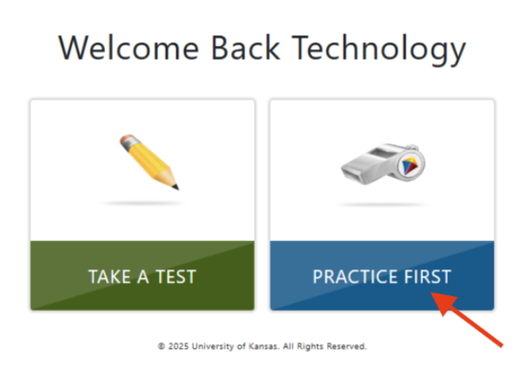 Welcome Back Technology
TAKE A TEST
PRACTICE FIRST
© 2025 University of Kansas. All Rights Reserved.